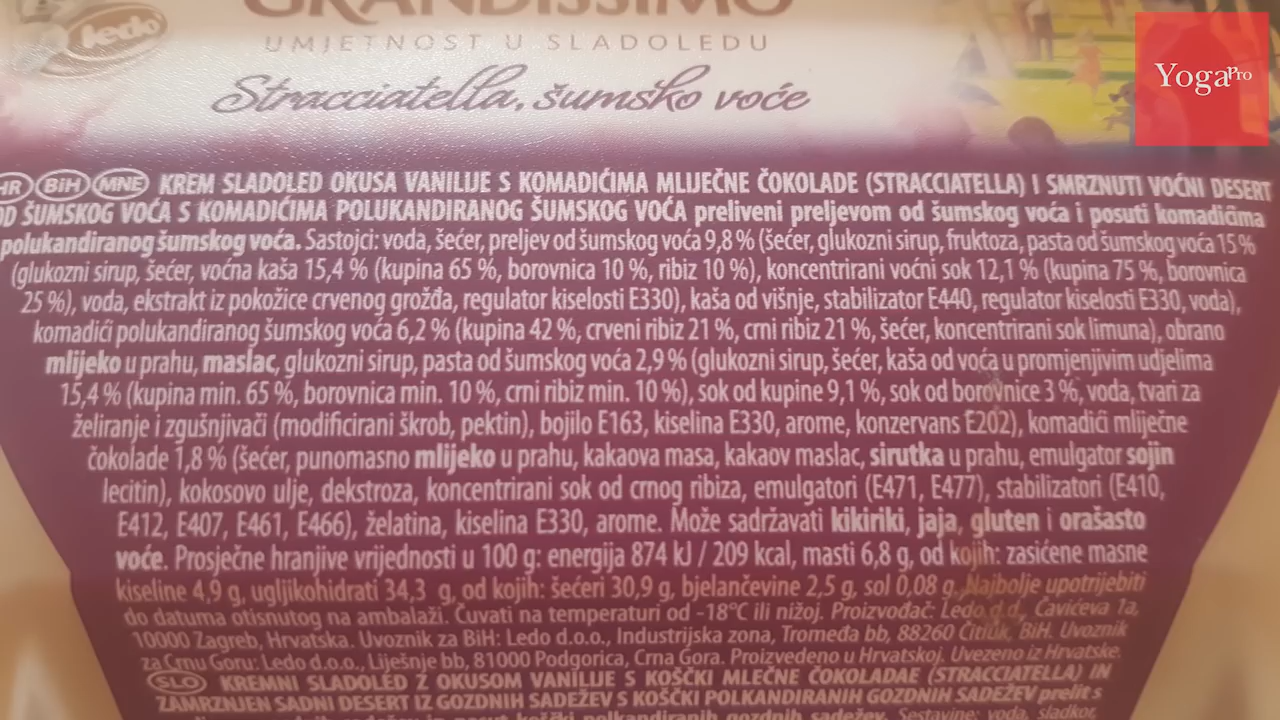 GRANDISSIMO
ledo
UMJETNOST U SLADOLEDU
Stracciatella, šumsko voće
YogaPro
HR BiH MNE KREM SLADOLED OKUSA VANILIJE S KOMADIĆIMA MLIJEČNE ČOKOLADE (STRACCIATELLA) I SMRZNUTI VOĆNI DESERT
OD ŠUMSKOG VOĆA S KOMADIĆIMA POLUKANDIRANOG ŠUMSKOG VOĆA preliveni preljevom od šumskog voća i posuti komadićima
polukandiranog šumskog voća. Sastojci: voda, šećer, preljev od šumskog voća 9,8 % (šećer, glukozni sirup, fruktoza, pasta od šumskog voća 15 %
(glukozni sirup, šećer, voćna kaša 15,4 % (kupina 65 %, borovnica 10 %, ribiz 10 %), koncentrirani voćni sok 12,1 % (kupina 75 %, borovnica
25 %), voda, ekstrakt iz pokožice crvenog grožđa, regulator kiselosti E330), kaša od višnje, stabilizator E440, regulator kiselosti E330, voda),
komadići polukandiranog šumskog voća 6,2 % (kupina 42 %, crveni ribiz 21 %, crni ribiz 21 %, šećer, koncentrirani sok limuna), obrano
mlijeko u prahu, maslac, glukozni sirup, pasta od šumskog voća 2,9 % (glukozni sirup, šećer, kaša od voća u promjenjivim udjelima
15,4 % (kupina min. 65 %, borovnica min. 10 %, crni ribiz min. 10 %), sok od kupine 9,1 %, sok od borovnice 3 %, voda, tvari za
želiranje i zgušnjivači (modificirani škrob, pektin), bojilo E163, kiselina E330, arome, konzervans E202), komadići mliječne
čokolade 1,8 % (šećer, punomasno mlijeko u prahu, kakaova masa, kakaov maslac, sirutka u prahu, emulgator sojin
lecitin), kokosovo ulje, dekstroza, koncentrirani sok od crnog ribiza, emulgatori (E471, E477), stabilizatori (E410,
E412, E407, E461, E466), želatina, kiselina E330, arome. Može sadržavati kikiriki, jaja, gluten i orašasto
voće. Prosječne hranjive vrijednosti u 100 g: energija 874 kJ / 209 kcal, masti 6,8 g, od kojih: zasićene masne
kiseline 4,9 g, ugljikohidrati 34,3 g, od kojih: šećeri 30,9 g, bjelančevine 2,5 g, sol 0,08 g. Najbolje upotrijebiti
do datuma otisnutog na ambalaži. Čuvati na temperaturi od -18°C ili nižoj. Proizvođač: Ledo d.d., Čavićeva 1a,
10000 Zagreb, Hrvatska. Uvoznik za BiH: Ledo d.o.o., Industrijska zona, Tromeđa bb, 88260 Čitluk, BiH. Uvoznik
za Crnu Goru: Ledo d.o.o., Liješnje bb, 81000 Podgorica, Crna Gora. Proizvedeno u Hrvatskoj. Uvezeno iz Hrvatske.
SLO KREMNI SLADOLED Z OKUSOM VANILJE S KOŠČKI MLEČNE ČOKOLADAE (STRACCIATELLA) IN
ZAMRZNJEN SADNI DESERT IZ GOZDNIH SADEŽEV S KOŠČKI POLKANDIRANIH GOZDNIH SADEŽEV prelit s
posut koščki polkandiranih gozdnih sadežev. Sestavine: voda, sladkor,